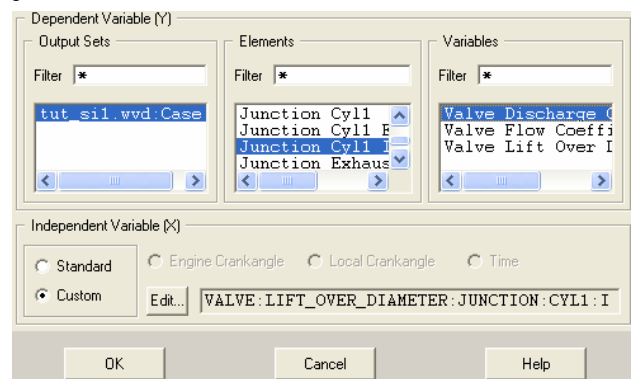 Dependent Variable (Y)
Output Sets
Elements
Variables
Filter *
Filter *
Filter *
tut_si1.wvd:Case
Junction Cyl1
Junction Cyl1 E
Junction Cyl1 I
Junction Exhaus
Valve Discharge C
Valve Flow Coeffi
Valve Lift Over D
Independent Variable (X)
Standard
Engine Crankangle
Local Crankangle
Time
Custom
Edit...
VALVE:LIFT_OVER_DIAMETER:JUNCTION:CYL1:I
OK
Cancel
Help